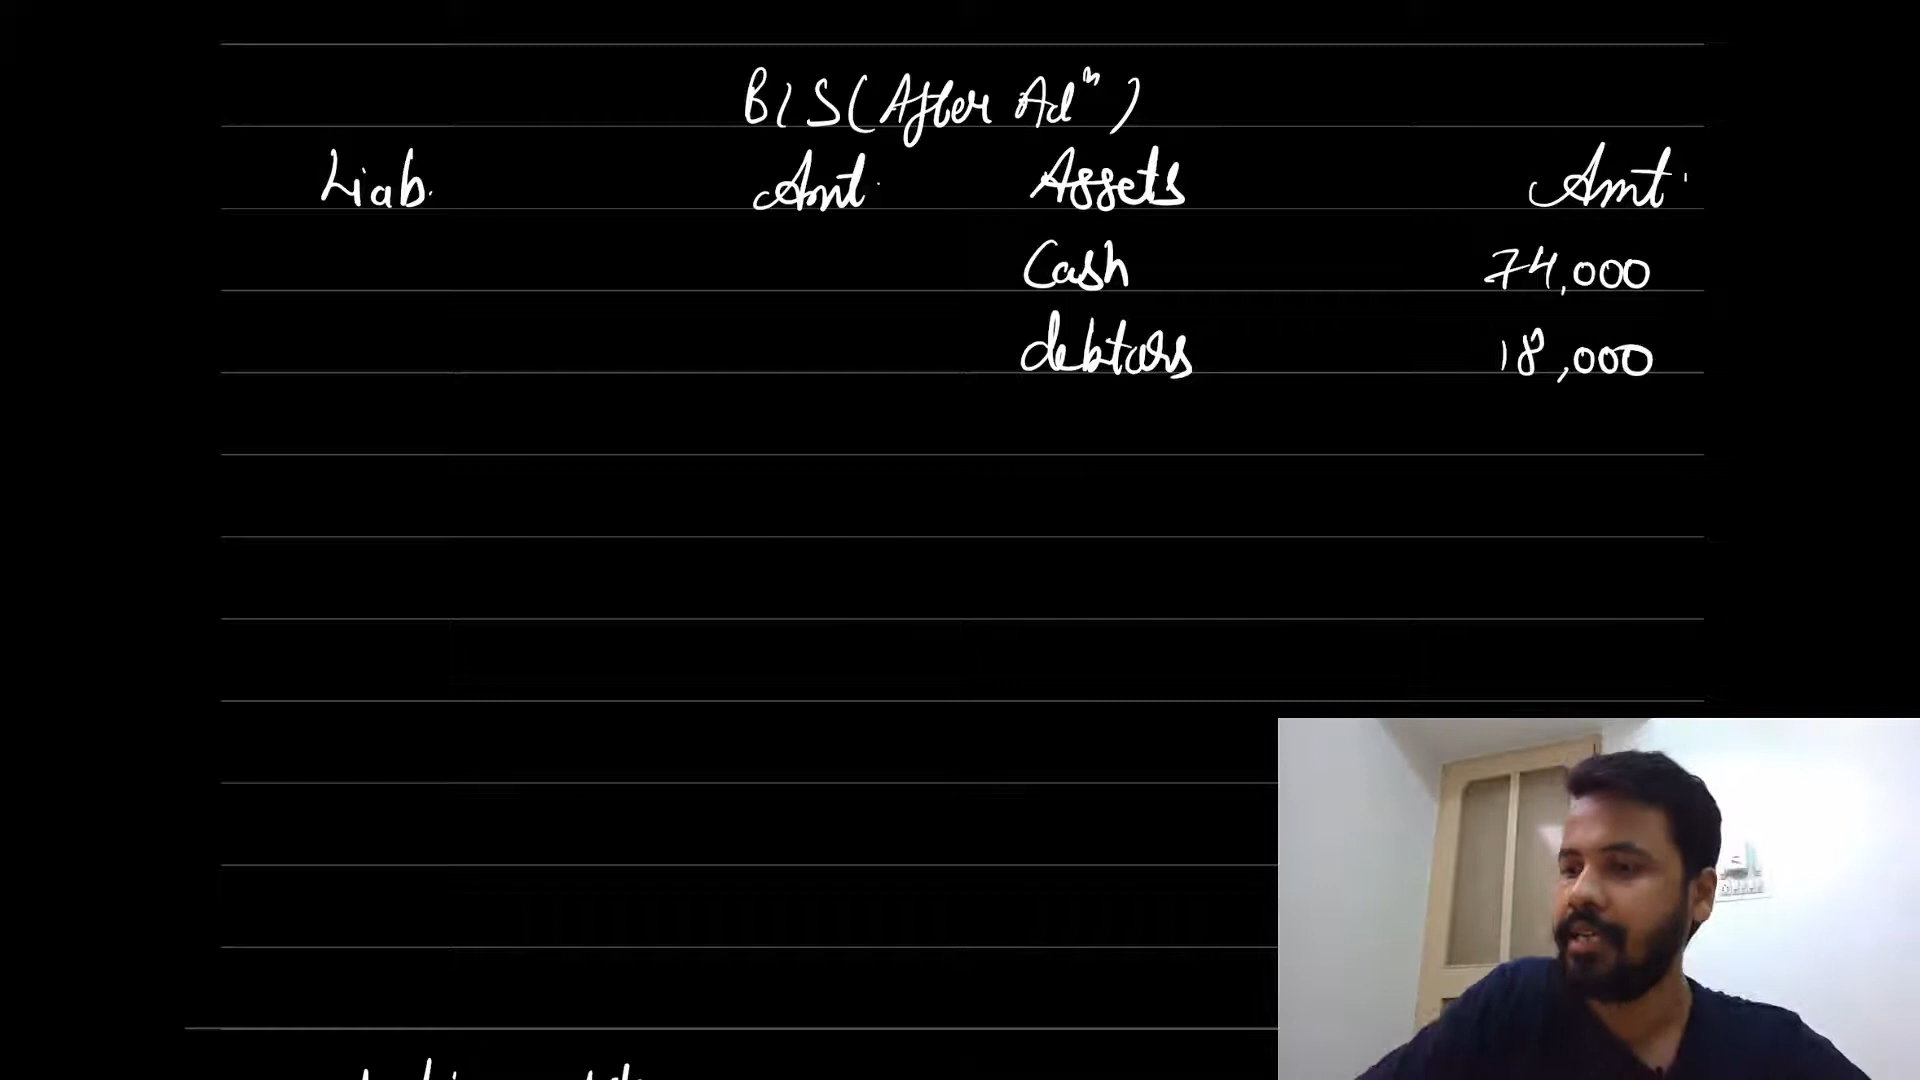 B/S (After Adⁿ)
Liab. Amt. Assets Amt.
Cash 74,000
debtors 18,000